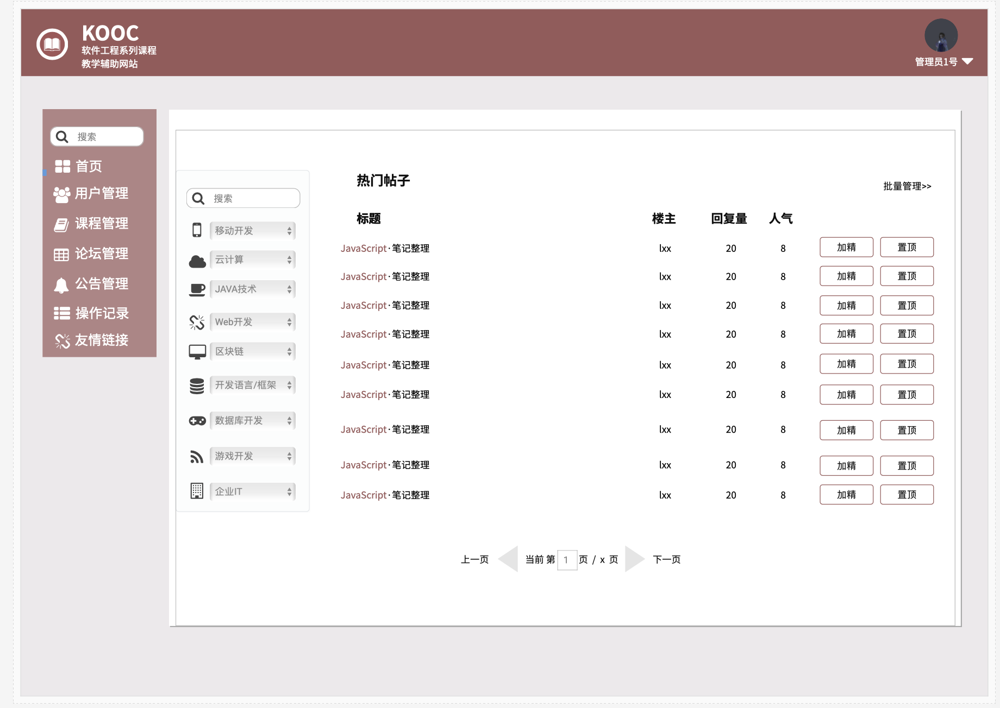 KOOC
软件工程系列课程
教学辅助网站
管理员1号
搜索
首页
用户管理
课程管理
论坛管理
公告管理
操作记录
友情链接
搜索
移动开发
云计算
JAVA技术
Web开发
区块链
开发语言/框架
数据库开发
游戏开发
企业IT
热门帖子
批量管理>>
标题 楼主 回复量 人气
JavaScript·笔记整理 lxx 20 8 加精 置顶
JavaScript·笔记整理 lxx 20 8 加精 置顶
JavaScript·笔记整理 lxx 20 8 加精 置顶
JavaScript·笔记整理 lxx 20 8 加精 置顶
JavaScript·笔记整理 lxx 20 8 加精 置顶
JavaScript·笔记整理 lxx 20 8 加精 置顶
JavaScript·笔记整理 lxx 20 8 加精 置顶
JavaScript·笔记整理 lxx 20 8 加精 置顶
JavaScript·笔记整理 lxx 20 8 加精 置顶
上一页 当前 第 1 页 / x 页 下一页